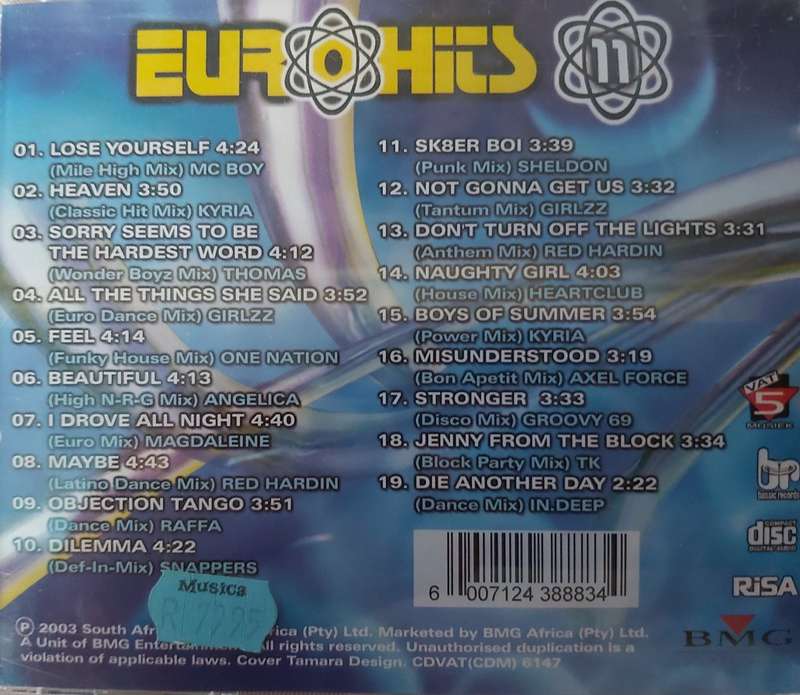 EUROHITS 11
01. LOSE YOURSELF 4:24
(Mile High Mix) MC BOY
02. HEAVEN 3:50
(Classic Hit Mix) KYRIA
03. SORRY SEEMS TO BE
THE HARDEST WORD 4:12
(Wonder Boyz Mix) THOMAS
04. ALL THE THINGS SHE SAID 3:52
(Euro Dance Mix) GIRLZZ
05. FEEL 4:14
(Funky House Mix) ONE NATION
06. BEAUTIFUL 4:13
(High N-R-G Mix) ANGELICA
07. I DROVE ALL NIGHT 4:40
(Euro Mix) MAGDALEINE
08. MAYBE 4:43
(Latino Dance Mix) RED HARDIN
09. OBJECTION TANGO 3:51
(Dance Mix) RAFFA
10. DILEMMA 4:22
(Def-In-Mix) SNAPPERS
11. SK8ER BOI 3:39
(Punk Mix) SHELDON
12. NOT GONNA GET US 3:32
(Tantum Mix) GIRLZZ
13. DON'T TURN OFF THE LIGHTS 3:31
(Anthem Mix) RED HARDIN
14. NAUGHTY GIRL 4:03
(House Mix) HEARTCLUB
15. BOYS OF SUMMER 3:54
(Power Mix) KYRIA
16. MISUNDERSTOOD 3:19
(Bon Apetit Mix) AXEL FORCE
17. STRONGER 3:33
(Disco Mix) GROOVY 69
18. JENNY FROM THE BLOCK 3:34
(Block Party Mix) TK
19. DIE ANOTHER DAY 2:22
(Dance Mix) IN.DEEP
VAT
5
MUSIEK
br
COMPACT
disc
DIGITAL AUDIO
RiSA
BMG
6 007124 388834
Musica
℗ 2003 South (Pty) Ltd. Marketed by BMG Africa (Pty) Ltd.
A Unit of BMG All rights reserved. Unauthorised duplication is a
violation of applicable laws. Cover Tamara Design. CDVAT(CDM) 6147